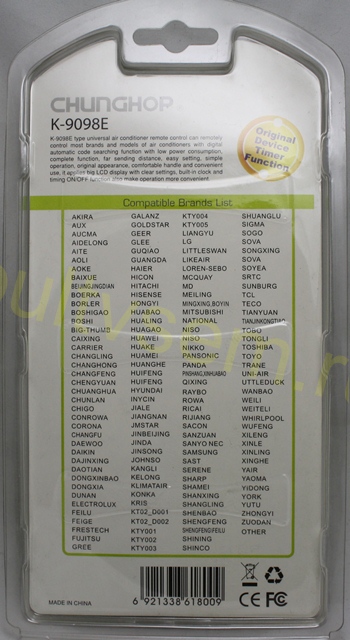 CHUNGHOP
K-9098E
K-9098E type universal air conditioner remote control can remotely
control most brands and models of air conditioners with digital
automatic code searching function with low power consumption,
complete function, far sending distance, easy setting, simple
operation, original appearance, comfortable handle and convenient
use, it applies big LCD display with clear settings, built-in clock and
timing ON/OFF function also make operation more convenient.
Original
Device
Timer
Function
Compatible Brands List
AKIRA GALANZ KTY004 SHUANGLU
AUX GOLDSTAR KTY005 SIGMA
AUCMA GEER LIANGYU SOGO
AIDELONG GLEE LG SOVA
AITE GUQIAO LITTLESWAN SONGXING
AOLI GUANGDA LIKEAIR SOVA
AOKE HAIER LOREN-SEBO SOYEA
BAIXUE HICON MCQUAY SRTC
BEIJINGJINGDIAN HITACHI MD SUNBURG
BOERKA HISENSE MEILING TCL
BORLER HONGYI MINGXING,BOYIN TECO
BOSHIGAO HUABAO MITSUBISHI TIANYUAN
BOSHI HUALING NATIONAL TIANJUNKONGTIAO
BIG-THUMB HUAGAO NISO TOBO
CAIXING HUAWEI NISO TONGLI
CARRIER HUAKE NIKKO TOSHIBA
CHANGLING HUAMEI PANSONIC TOYO
CHANGHONG HUANGHE PANDA TRANE
CHANGFENG HUIFENG PINGXIANGJINHUABAO UNI-AIR
CHENGYUAN HUIFENG QIXING UTTLEDUCK
CHUANGHUA HYUNDAI RAYBO WANBAO
CHUNLAN INYCIN ROWA WEILI
CHIGO JIALE RICAI WEITELI
CONROWA JIANGNAN RIJIANG WHIRLPOOL
CORONA JMSTAR SACON WUFENG
CHANGFU JINBEIJING SANZUAN XILENG
DAEWOO JINDA SANYO NEC XINLE
DAIKIN JINSONG SAMSUNG XINLING
DAJINXING JOHNSO SAST XINGHE
DAOTIAN KANGLI SERENE YAIR
DONGXINBAO KELONG SHARP YAOMA
DONGXIA KLIMATAIR SHAMEI YIDONG
DUNAN KONKA SHANXING YORK
ELECTROLUX KRIS SHANGLING YUTU
FEILU KT02_D001 SHENBAO ZHONGYI
FEIGE KT02_D002 SHENGFENG ZUODAN
FRESTECH KTY001 SHENGFENGFEILU OTHER
FUJITSU KTY002 SHINING
GREE KTY003 SHINCO
MADE IN CHINA
6 921338 618009
CE FC